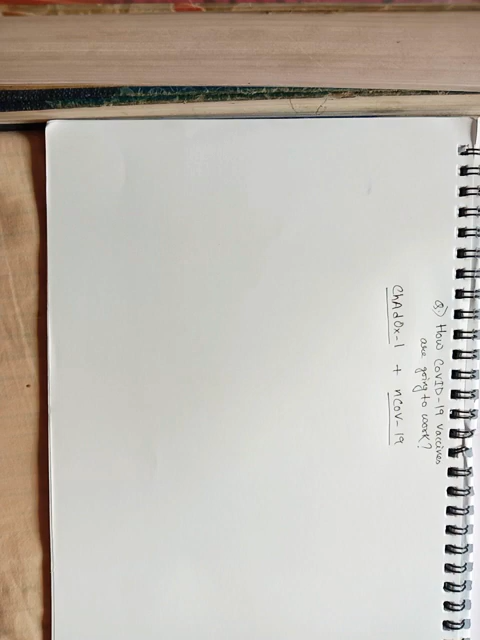 Q) How COVID-19 vaccines
are going to work?
ChAdOx-1 + nCoV-19